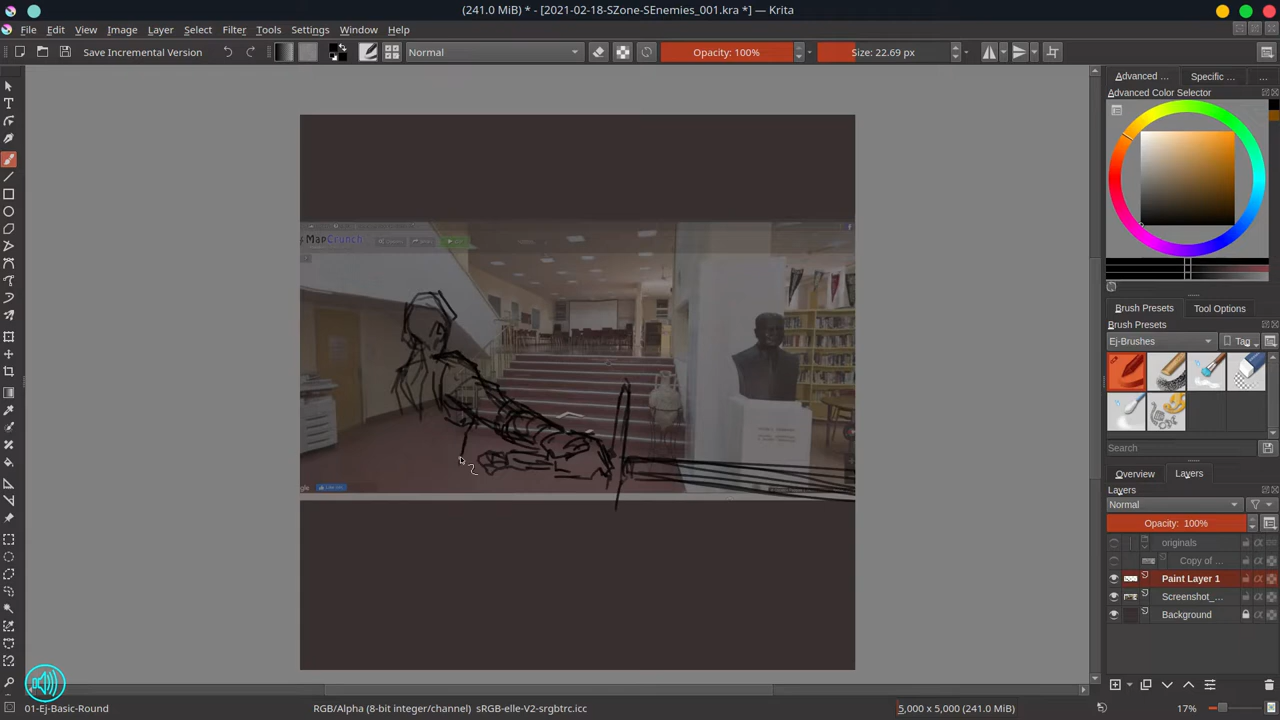 (241.0 MiB) * - [2021-02-18-SZone-SEnemies_001.kra *] — Krita
File Edit View Image Layer Select Filter Tools Settings Window Help
Save Incremental Version Normal Opacity: 100% Size: 22.69 px
Advanced ... Specific ... ...
Advanced Color Selector
MapCrunch
Brush Presets Tool Options
Brush Presets
Ej-Brushes Tag
Search
Overview Layers
Layers
Normal
Opacity: 100%
originals
Copy of ...
Paint Layer 1
Screenshot_...
Background
01-Ej-Basic-Round RGB/Alpha (8-bit integer/channel) sRGB-elle-V2-srgbtrc.icc 5,000 x 5,000 (241.0 MiB) 17%